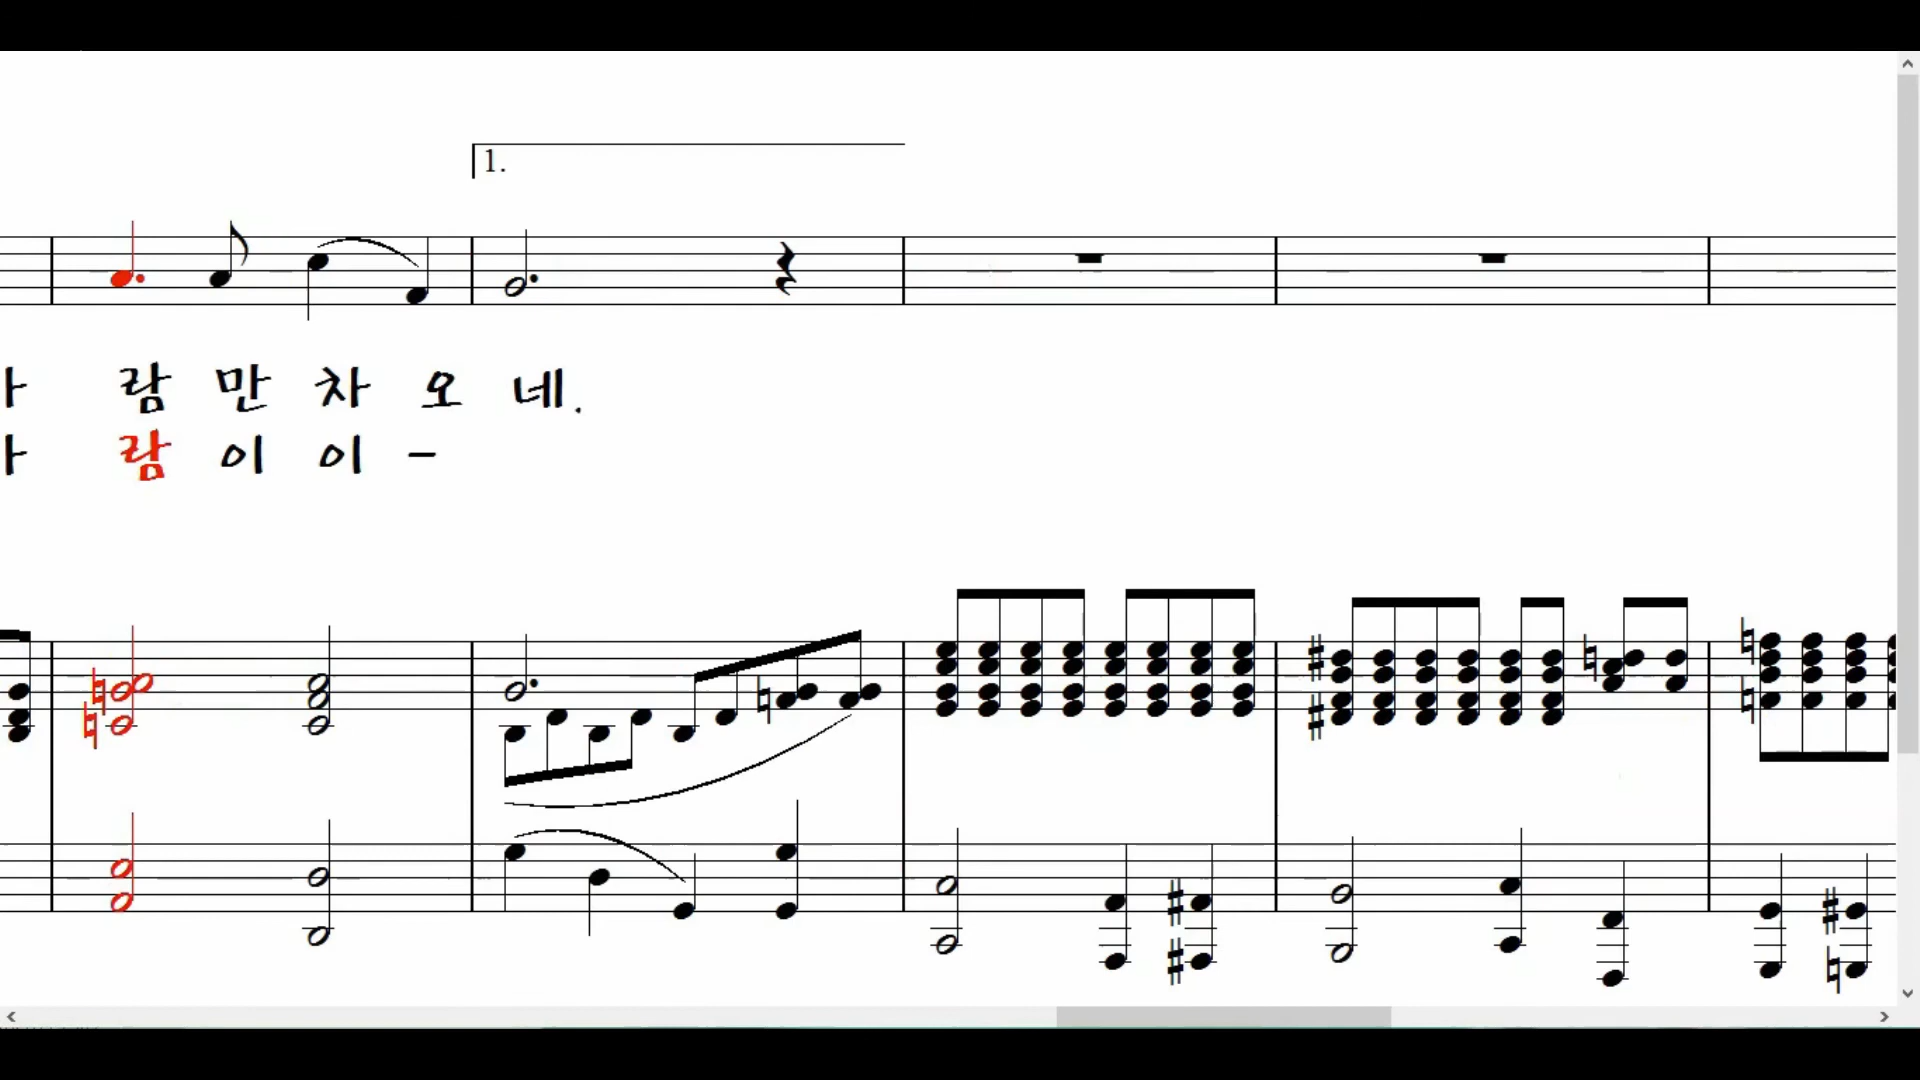 1.
람 만 차 오 네.
람 이 이 -